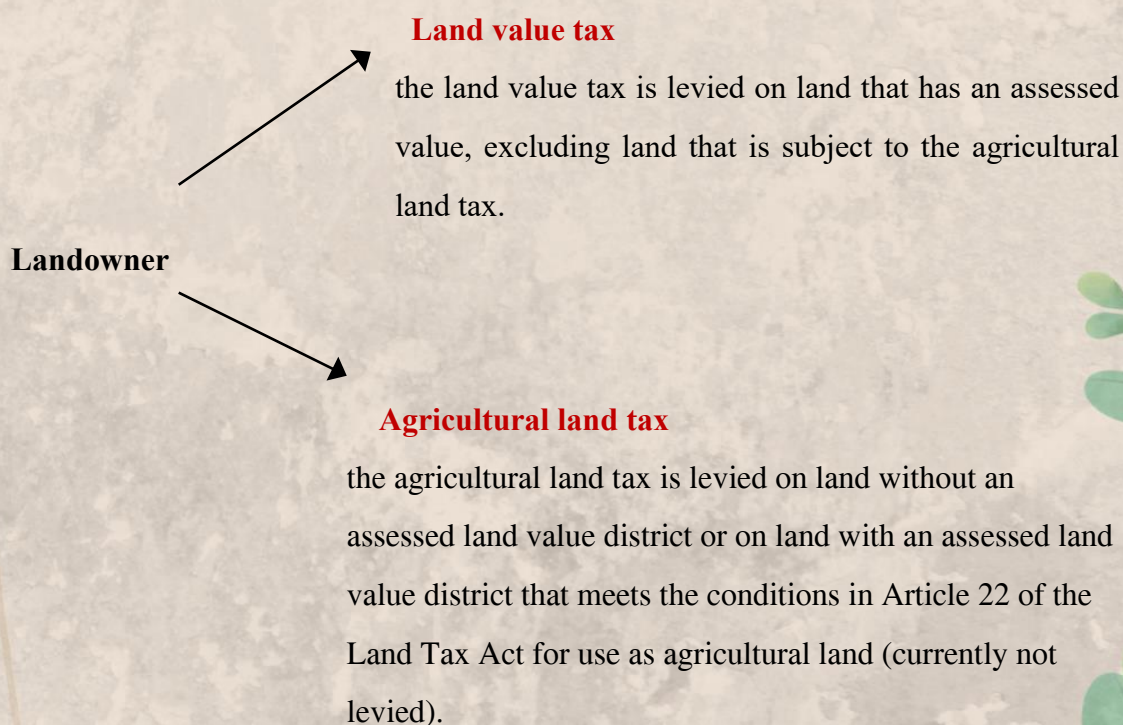 Land value tax
the land value tax is levied on land that has an assessed
value, excluding land that is subject to the agricultural
land tax.
Landowner
Agricultural land tax
the agricultural land tax is levied on land without an
assessed land value district or on land with an assessed land
value district that meets the conditions in Article 22 of the
Land Tax Act for use as agricultural land (currently not
levied).